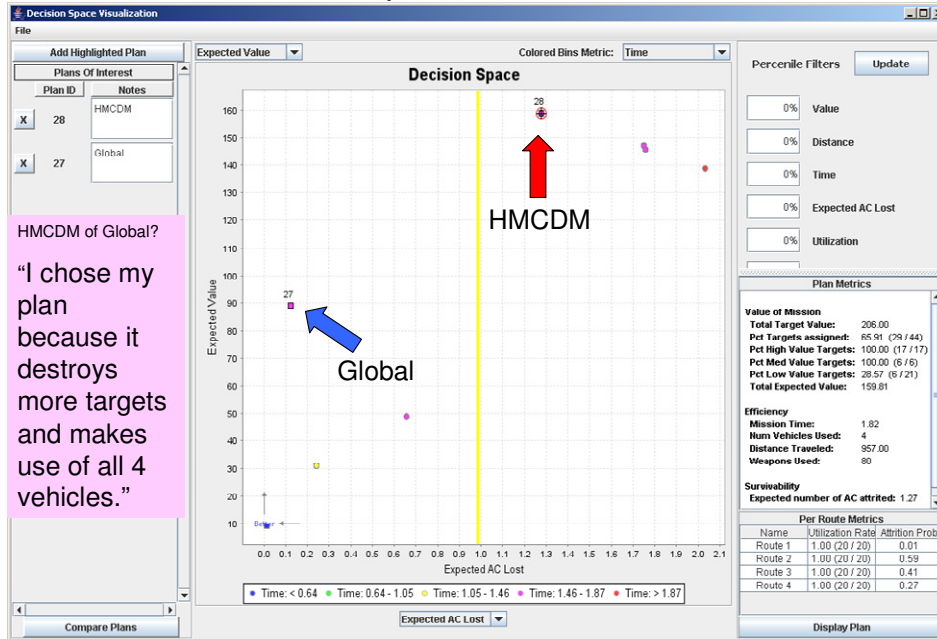 Decision Space Visualization
File
Add Highlighted Plan
Plans Of Interest
Plan ID Notes
X 28 HMCDM
X 27 Global
HMCDM of Global?
“I chose my
plan
because it
destroys
more targets
and makes
use of all 4
vehicles.”
Compare Plans
Expected Value
Colored Bins Metric: Time
Decision Space
Expected Value
160
150
140
130
120
110
100
90
80
70
60
50
40
30
20
10
28
HMCDM
27
Global
Better
0.0 0.1 0.2 0.3 0.4 0.5 0.6 0.7 0.8 0.9 1.0 1.1 1.2 1.3 1.4 1.5 1.6 1.7 1.8 1.9 2.0 2.1
Expected AC Lost
Time: < 0.64 Time: 0.64 - 1.05 Time: 1.05 - 1.46 Time: 1.46 - 1.87 Time: > 1.87
Expected AC Lost
Percenile Filters Update
0% Value
0% Distance
0% Time
0% Expected AC Lost
0% Utilization
Plan Metrics
Value of Mission
Total Target Value: 206.00
Pct Targets assigned: 65.91 (29 / 44)
Pct High Value Targets: 100.00 (17 / 17)
Pct Med Value Targets: 100.00 (6 / 6)
Pct Low Value Targets: 28.57 (6 / 21)
Total Expected Value: 159.81
Efficiency
Mission Time: 1.82
Num Vehicles Used: 4
Distance Traveled: 957.00
Weapons Used: 80
Survivability
Expected number of AC attrited: 1.27
Per Route Metrics
Name Utilization Rate Attrition Prob
Route 1 1.00 (20 / 20) 0.01
Route 2 1.00 (20 / 20) 0.59
Route 3 1.00 (20 / 20) 0.41
Route 4 1.00 (20 / 20) 0.27
Display Plan